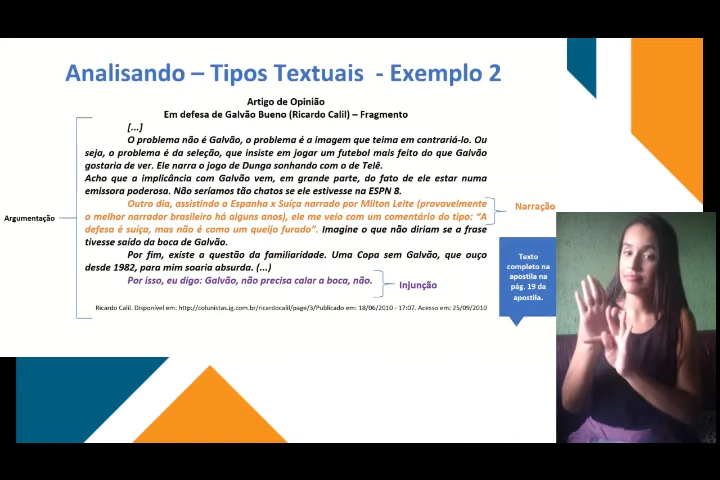 Analisando – Tipos Textuais - Exemplo 2
Artigo de Opinião
Em defesa de Galvão Bueno (Ricardo Calil) – Fragmento
[...]
O problema não é Galvão, o problema é a imagem que teima em contrariá-lo. Ou
seja, o problema é da seleção, que insiste em jogar um futebol mais feito do que Galvão
gostaria de ver. Ele narra o jogo de Dunga sonhando com o de Telê.
Acho que a implicância com Galvão vem, em grande parte, do fato de ele estar numa
emissora poderosa. Não seríamos tão chatos se ele estivesse na ESPN 8.
Outro dia, assistindo a Espanha x Suíça narrado por Milton Leite (provavelmente
o melhor narrador brasileiro há alguns anos), ele me veio com um comentário do tipo: “A
defesa é suíça, mas não é como um queijo furado”. Imagine o que não diriam se a frase
tivesse saído da boca de Galvão.
Por fim, existe a questão da familiaridade. Uma Copa sem Galvão, que ouço
desde 1982, para mim soaria absurda. (...)
Por isso, eu digo: Galvão, não precisa calar a boca, não.
Ricardo Calil. Disponível em: http://colunistas.ig.com.br/ricardocalil/page/3/Publicado em: 18/06/2010 - 17:07. Acesso em: 25/09/2010
Argumentação
Narração
Injunção
Texto
completo na
apostila na
pág. 19 da
apostila.